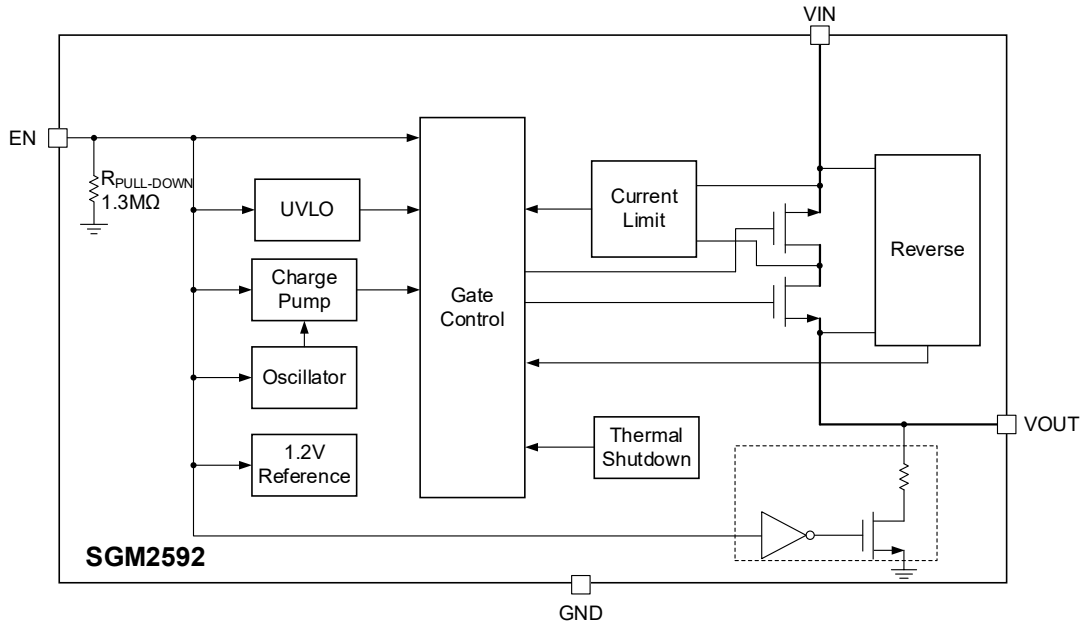 VIN
EN
RPULL-DOWN
1.3MΩ
UVLO
Current
Limit
Reverse
Charge
Pump
Gate
Control
Oscillator
VOUT
Thermal
Shutdown
1.2V
Reference
SGM2592
GND